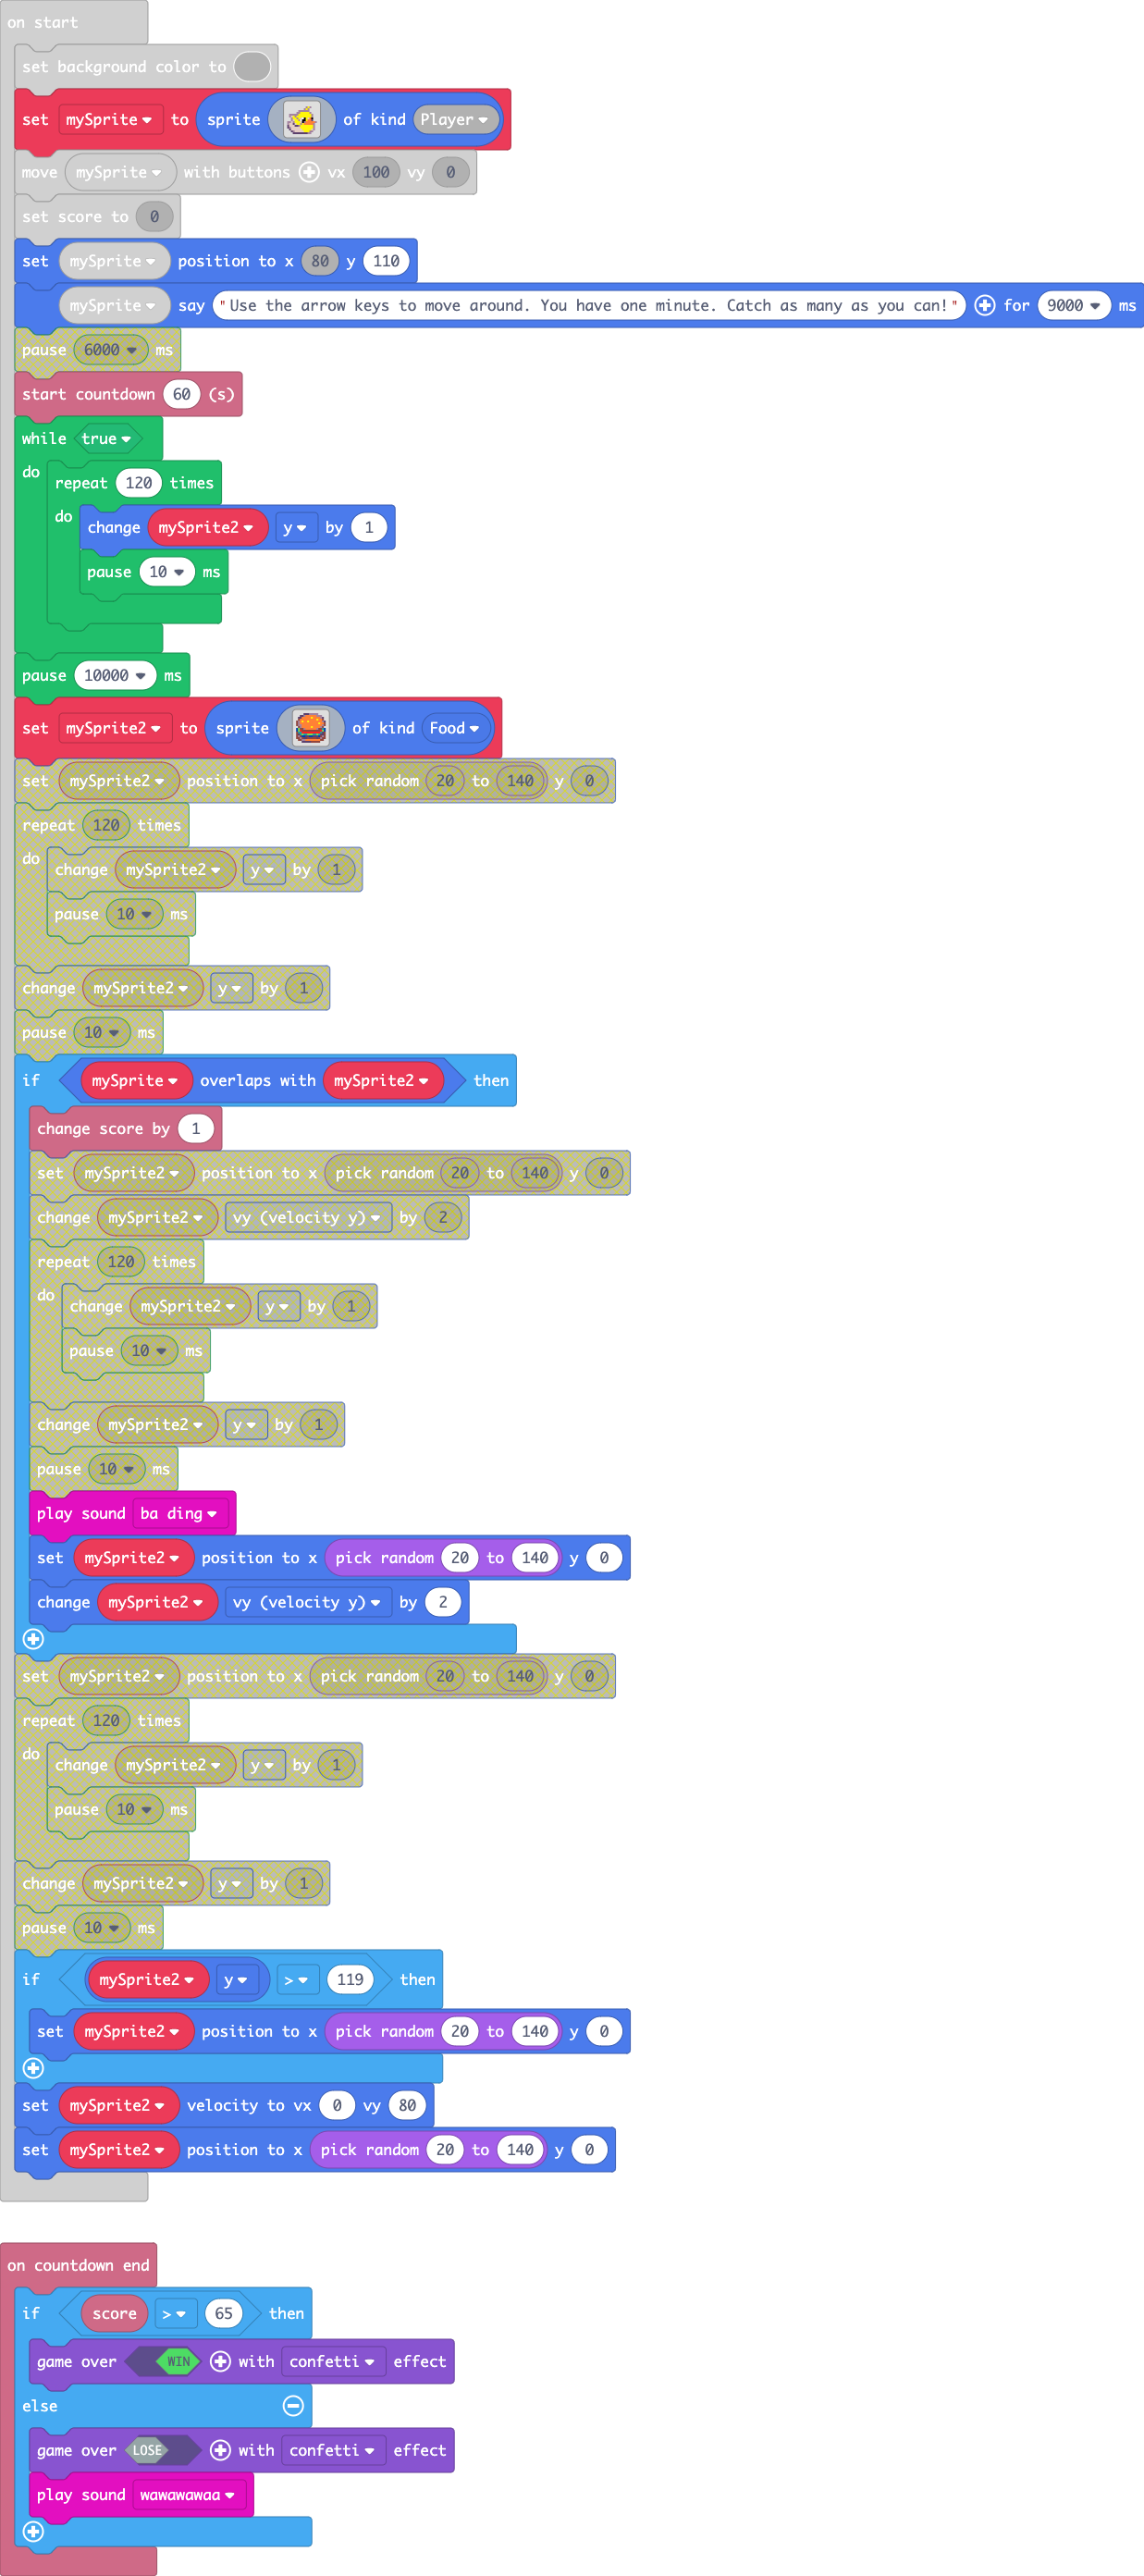 on start
set background color to
set mySprite to sprite of kind Player
move mySprite with buttons vx 100 vy 0
set score to 0
set mySprite position to x 80 y 110
mySprite say "Use the arrow keys to move around. You have one minute. Catch as many as you can!" for 9000 ms
pause 6000 ms
start countdown 60 (s)
while true
do repeat 120 times
do change mySprite2 y by 1
pause 10 ms
pause 10000 ms
set mySprite2 to sprite of kind Food
set mySprite2 position to x pick random 20 to 140 y 0
repeat 120 times
do change mySprite2 y by 1
pause 10 ms
change mySprite2 y by 1
pause 10 ms
if mySprite overlaps with mySprite2 then
change score by 1
set mySprite2 position to x pick random 20 to 140 y 0
change mySprite2 vy (velocity y) by 2
repeat 120 times
do change mySprite2 y by 1
pause 10 ms
change mySprite2 y by 1
pause 10 ms
play sound ba ding
set mySprite2 position to x pick random 20 to 140 y 0
change mySprite2 vy (velocity y) by 2
set mySprite2 position to x pick random 20 to 140 y 0
repeat 120 times
do change mySprite2 y by 1
pause 10 ms
change mySprite2 y by 1
pause 10 ms
if mySprite2 y > 119 then
set mySprite2 position to x pick random 20 to 140 y 0
set mySprite2 velocity to vx 0 vy 80
set mySprite2 position to x pick random 20 to 140 y 0
on countdown end
if score > 65 then
game over WIN with confetti effect
else
game over LOSE with confetti effect
play sound wawawawaa